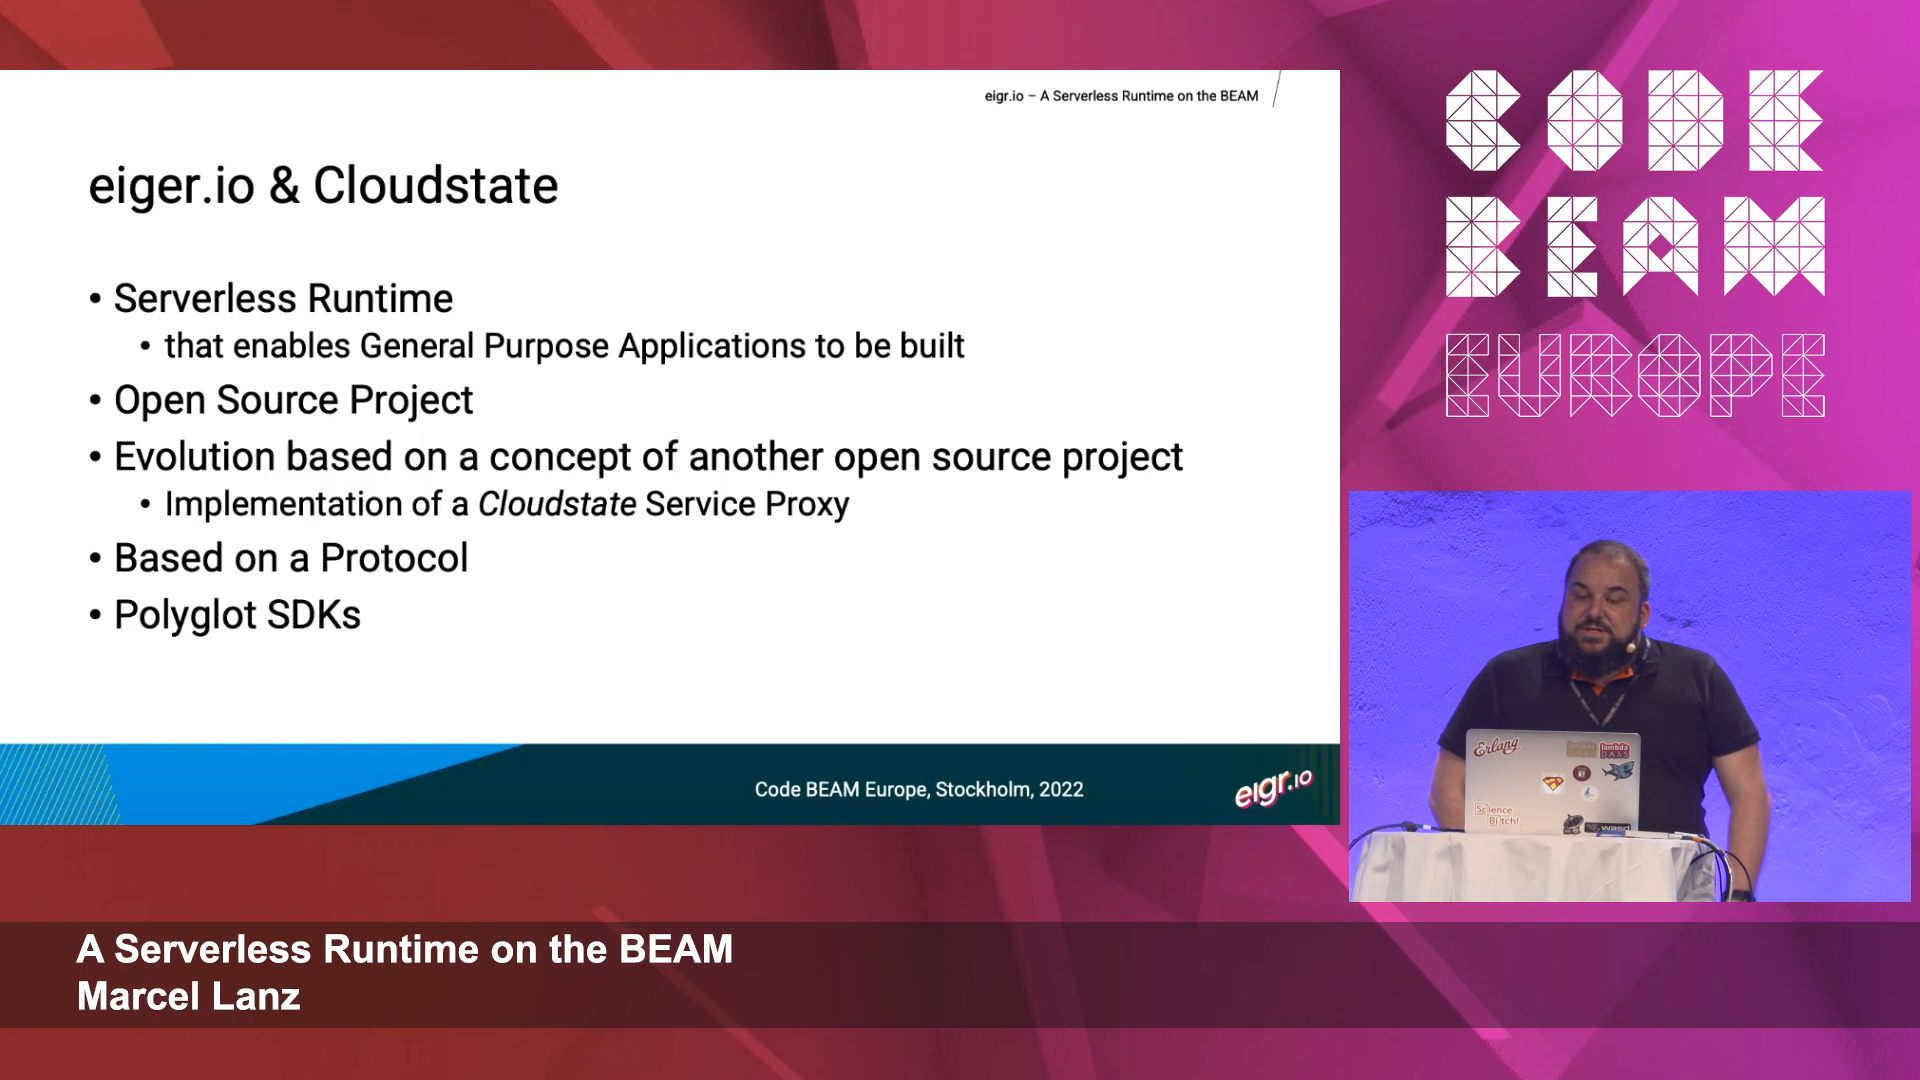 eigr.io – A Serverless Runtime on the BEAM
eiger.io & Cloudstate
• Serverless Runtime
• that enables General Purpose Applications to be built
• Open Source Project
• Evolution based on a concept of another open source project
• Implementation of a Cloudstate Service Proxy
• Based on a Protocol
• Polyglot SDKs
Code BEAM Europe, Stockholm, 2022
eigr.io
CODE
BEAM
EUROPE
Erlang
lambda
DAYS
Science
Bitch!
wasd
A Serverless Runtime on the BEAM
Marcel Lanz